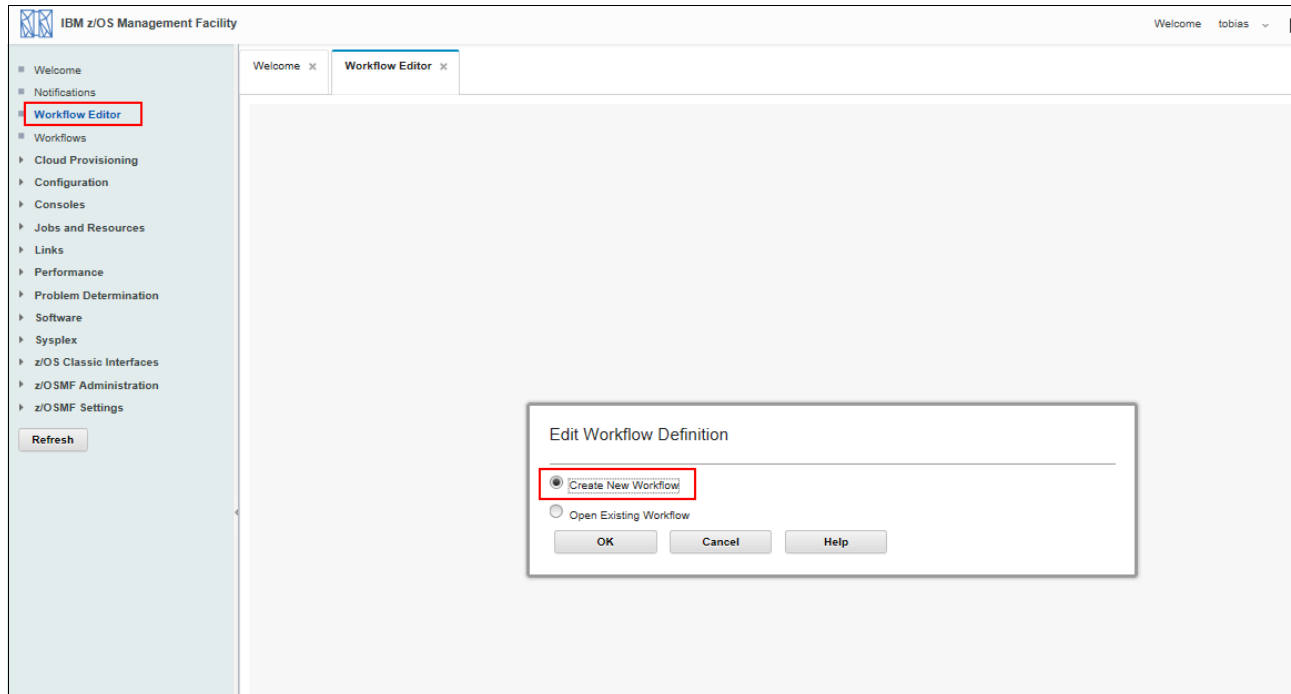 IBM z/OS Management Facility
Welcome tobias
Welcome
Notifications
Workflow Editor
Workflows
Cloud Provisioning
Configuration
Consoles
Jobs and Resources
Links
Performance
Problem Determination
Software
Sysplex
z/OS Classic Interfaces
z/OSMF Administration
z/OSMF Settings
Refresh
Welcome
Workflow Editor
Edit Workflow Definition
Create New Workflow
Open Existing Workflow
OK Cancel Help